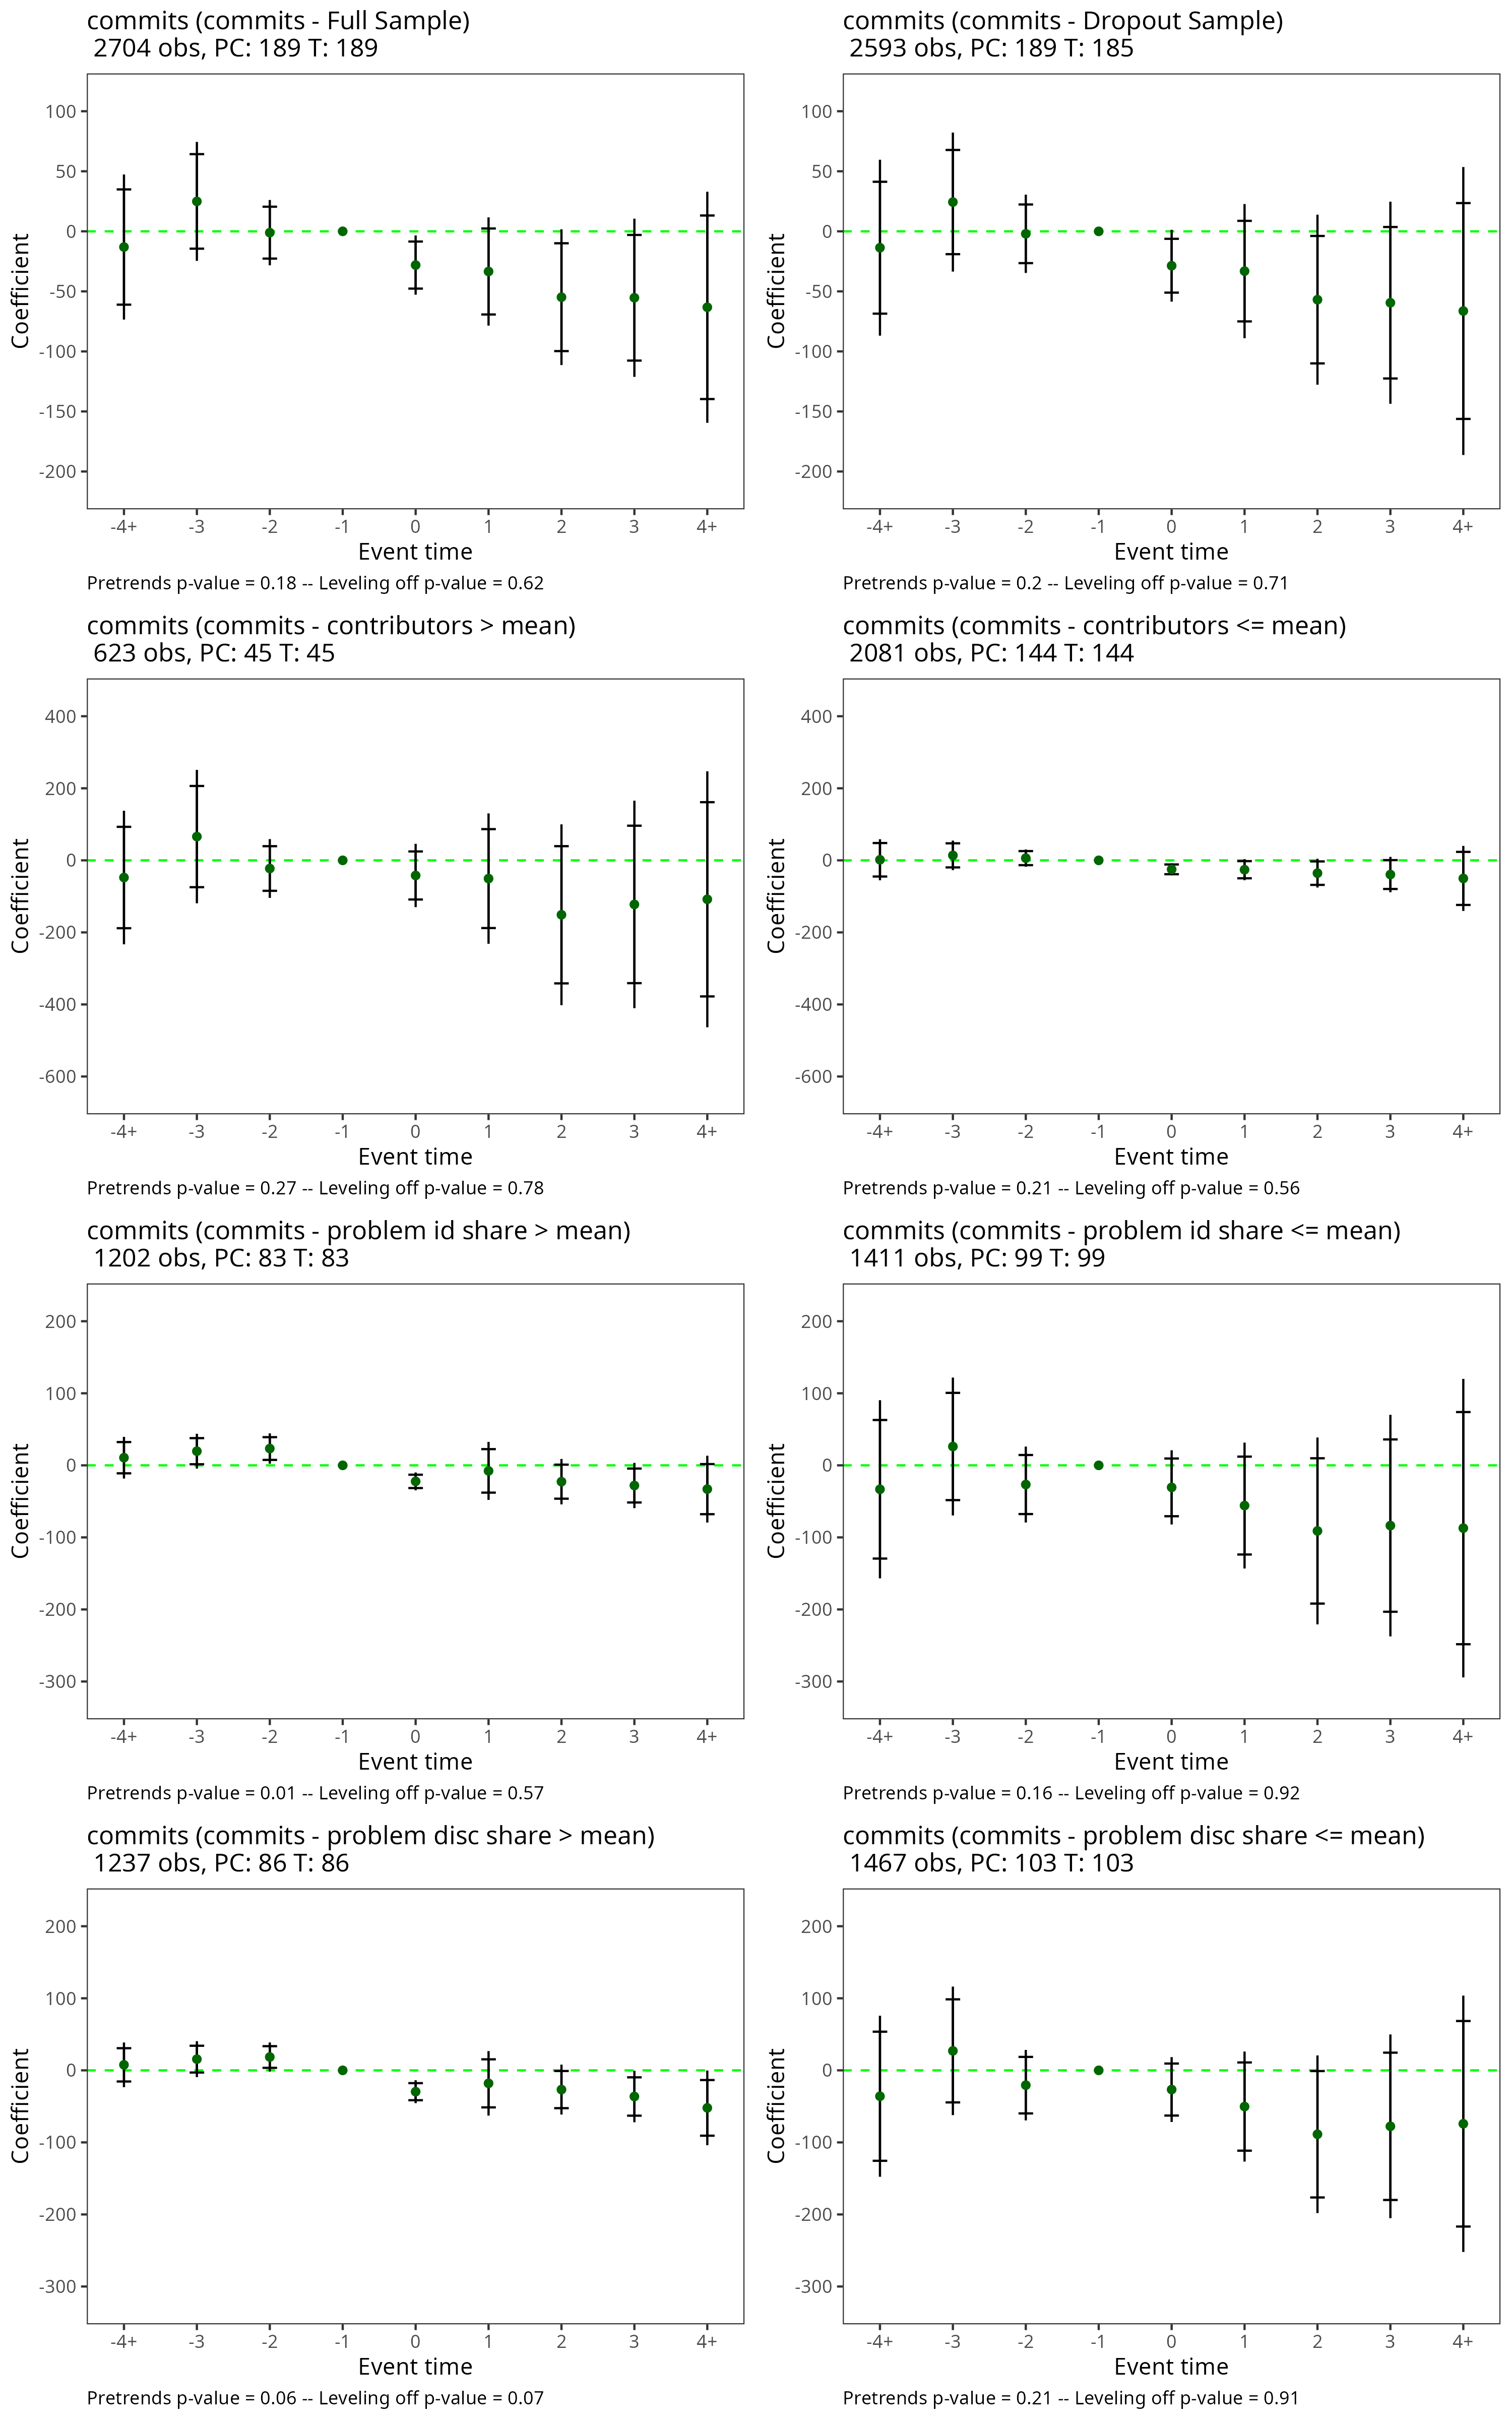 commits (commits - Full Sample)
2704 obs, PC: 189 T: 189
100
50
0
-50
-100
-150
-200
Coefficient
-4+ -3 -2 -1 0 1 2 3 4+
Event time
Pretrends p-value = 0.18 -- Leveling off p-value = 0.62
commits (commits - Dropout Sample)
2593 obs, PC: 189 T: 185
100
50
0
-50
-100
-150
-200
Coefficient
-4+ -3 -2 -1 0 1 2 3 4+
Event time
Pretrends p-value = 0.2 -- Leveling off p-value = 0.71
commits (commits - contributors > mean)
623 obs, PC: 45 T: 45
400
200
0
-200
-400
-600
Coefficient
-4+ -3 -2 -1 0 1 2 3 4+
Event time
Pretrends p-value = 0.27 -- Leveling off p-value = 0.78
commits (commits - contributors <= mean)
2081 obs, PC: 144 T: 144
400
200
0
-200
-400
-600
Coefficient
-4+ -3 -2 -1 0 1 2 3 4+
Event time
Pretrends p-value = 0.21 -- Leveling off p-value = 0.56
commits (commits - problem id share > mean)
1202 obs, PC: 83 T: 83
200
100
0
-100
-200
-300
Coefficient
-4+ -3 -2 -1 0 1 2 3 4+
Event time
Pretrends p-value = 0.01 -- Leveling off p-value = 0.57
commits (commits - problem id share <= mean)
1411 obs, PC: 99 T: 99
200
100
0
-100
-200
-300
Coefficient
-4+ -3 -2 -1 0 1 2 3 4+
Event time
Pretrends p-value = 0.16 -- Leveling off p-value = 0.92
commits (commits - problem disc share > mean)
1237 obs, PC: 86 T: 86
200
100
0
-100
-200
-300
Coefficient
-4+ -3 -2 -1 0 1 2 3 4+
Event time
Pretrends p-value = 0.06 -- Leveling off p-value = 0.07
commits (commits - problem disc share <= mean)
1467 obs, PC: 103 T: 103
200
100
0
-100
-200
-300
Coefficient
-4+ -3 -2 -1 0 1 2 3 4+
Event time
Pretrends p-value = 0.21 -- Leveling off p-value = 0.91